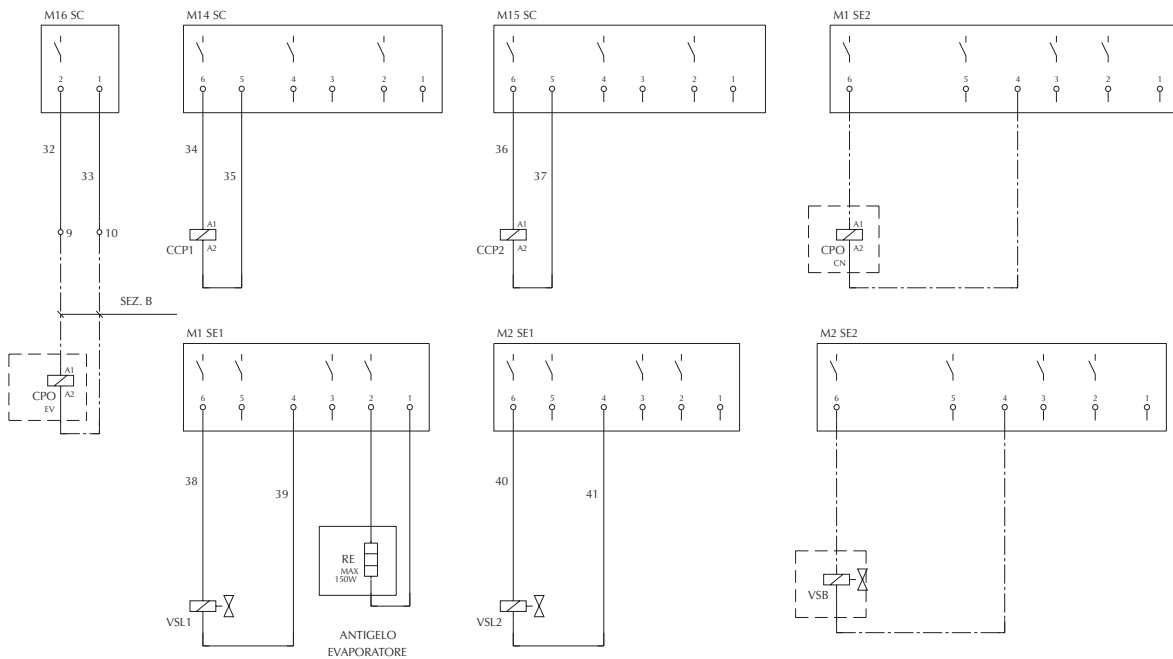 M16 SC M14 SC M15 SC M1 SE2
2 1 6 5 4 3 2 1 6 5 4 3 2 1 6 5 4 3 2 1
32 33 34 35 36 37
9 10
CCP1 A1 A2
CCP2 A1 A2
CPO CN A1 A2
SEZ. B
M1 SE1 M2 SE1 M2 SE2
CPO EV A1 A2
6 5 4 3 2 1 6 5 4 3 2 1 6 5 4 3 2 1
38 39 40 41
RE
MAX
150W
VSL1 VSL2 VSB
ANTIGELO
EVAPORATORE